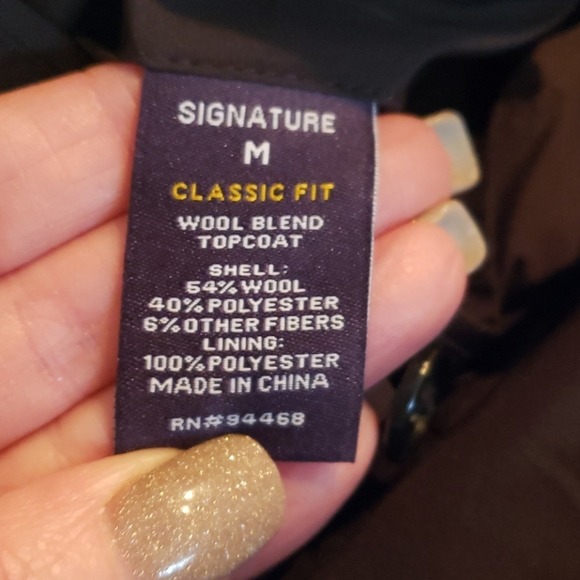 SIGNATURE
M
CLASSIC FIT
WOOL BLEND
TOPCOAT
SHELL:
54% WOOL
40% POLYESTER
6% OTHER FIBERS
LINING:
100% POLYESTER
MADE IN CHINA
RN#94468